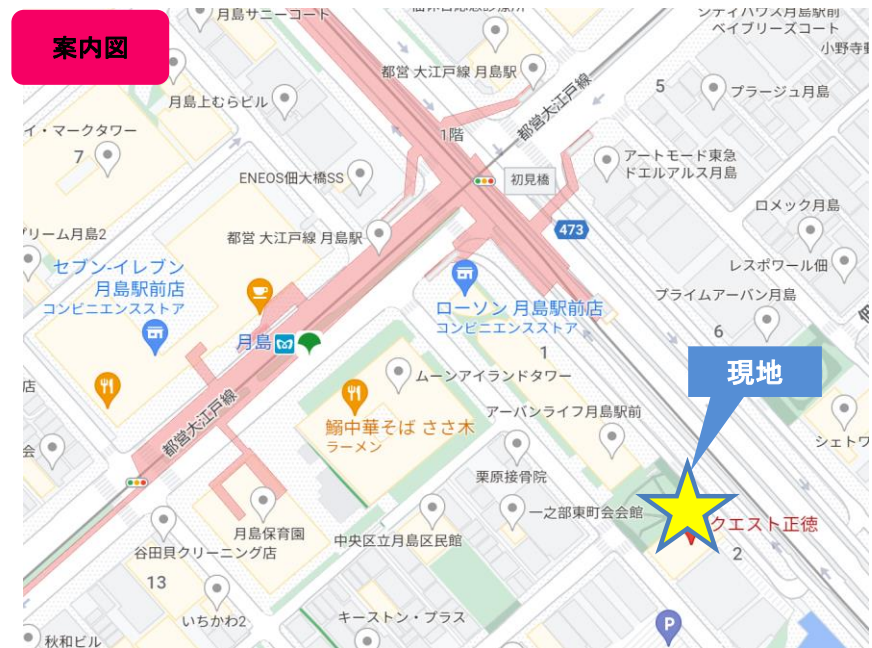 案内図
月島サニーコート
シティハウス月島駅前
ベイブリーズコート
小野寺
都営 大江戸線 月島駅
都営大江戸線
5
プラージュ月島
月島上むらビル
1階
イ・マークタワー
7
アートモード東急
ドエルアルス月島
ENEOS佃大橋SS
初見橋
ロメック月島
473
プリーム月島2
都営 大江戸線 月島駅
レスポワール佃
セブン-イレブン
月島駅前店
コンビニエンスストア
ローソン 月島駅前店
コンビニエンスストア
プライムアーバン月島
6
月島
1
現地
店
ムーンアイランドタワー
都営大江戸線
鰯中華そば ささ木
ラーメン
アーバンライフ月島駅前
会
シェトワ
栗原接骨院
一之部東町会会館
クエスト正徳
2
月島保育園
谷田貝クリーニング店
中央区立月島区民館
13
いちかわ2
キーストン・プラス
P
秋和ビル